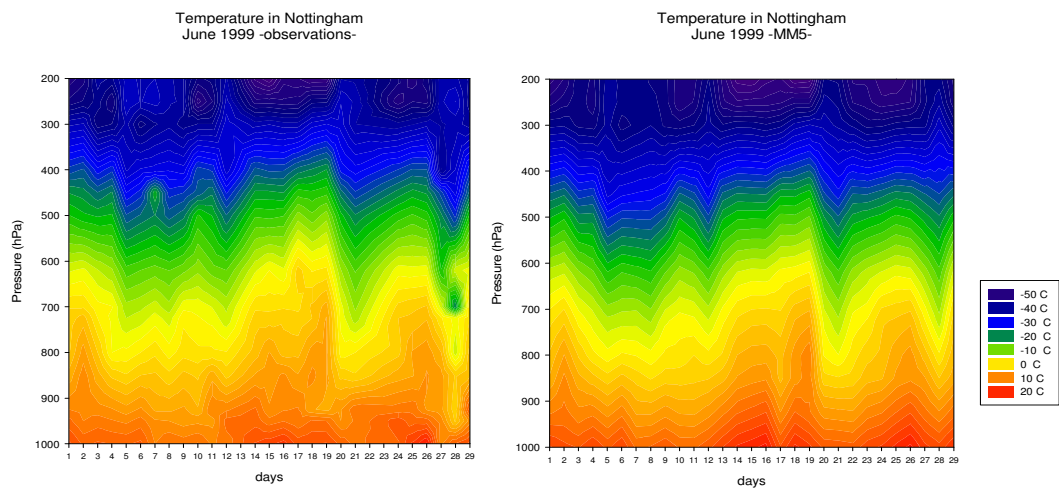 Temperature in Nottingham
June 1999 -observations-
200
300
400
500
600
700
800
900
1000
Pressure (hPa)
1 2 3 4 5 6 7 8 9 10 11 12 13 14 15 16 17 18 19 20 21 22 23 24 25 26 27 28 29
days
Temperature in Nottingham
June 1999 -MM5-
200
300
400
500
600
700
800
900
1000
Pressure (hPa)
1 2 3 4 5 6 7 8 9 10 11 12 13 14 15 16 17 18 19 20 21 22 23 24 25 26 27 28 29
days
-50 C
-40 C
-30 C
-20 C
-10 C
0 C
10 C
20 C